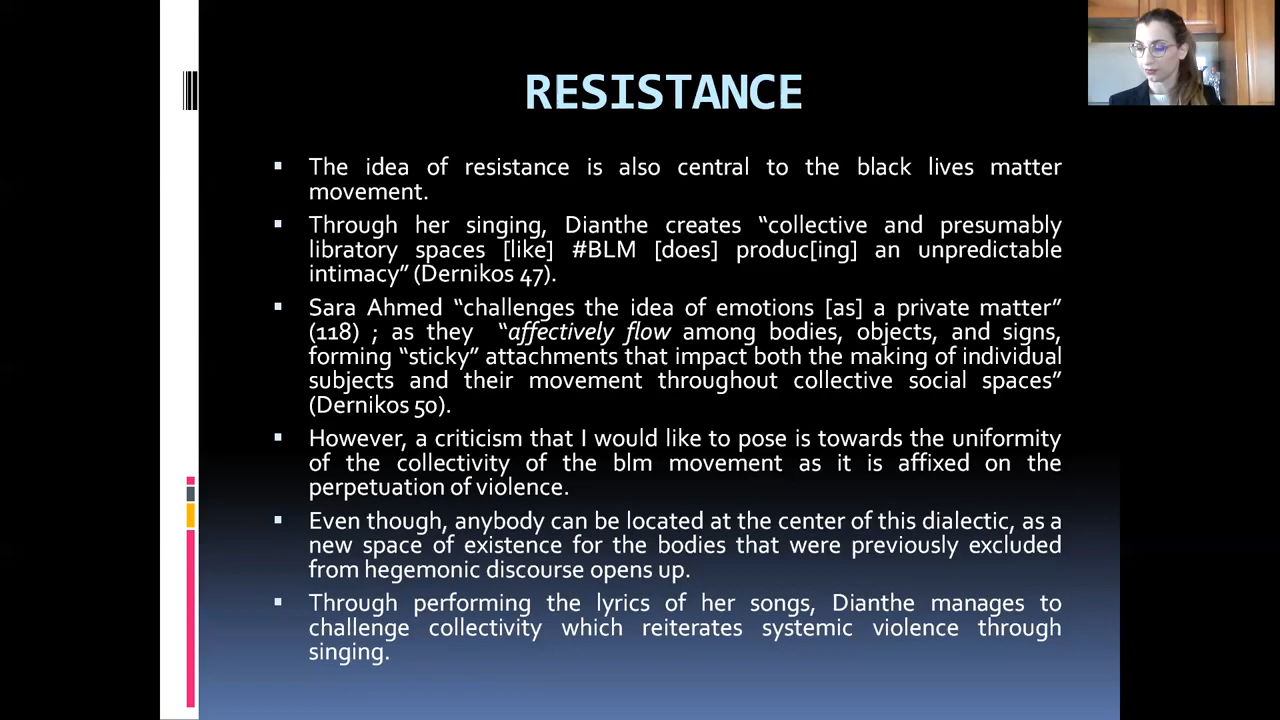 RESISTANCE
The idea of resistance is also central to the black lives matter
movement.
Through her singing, Dianthe creates “collective and presumably
libratory spaces [like] #BLM [does] produc[ing] an unpredictable
intimacy” (Dernikos 47).
Sara Ahmed “challenges the idea of emotions [as] a private matter”
(118) ; as they “affectively flow among bodies, objects, and signs,
forming “sticky” attachments that impact both the making of individual
subjects and their movement throughout collective social spaces”
(Dernikos 50).
However, a criticism that I would like to pose is towards the uniformity
of the collectivity of the blm movement as it is affixed on the
perpetuation of violence.
Even though, anybody can be located at the center of this dialectic, as a
new space of existence for the bodies that were previously excluded
from hegemonic discourse opens up.
Through performing the lyrics of her songs, Dianthe manages to
challenge collectivity which reiterates systemic violence through
singing.